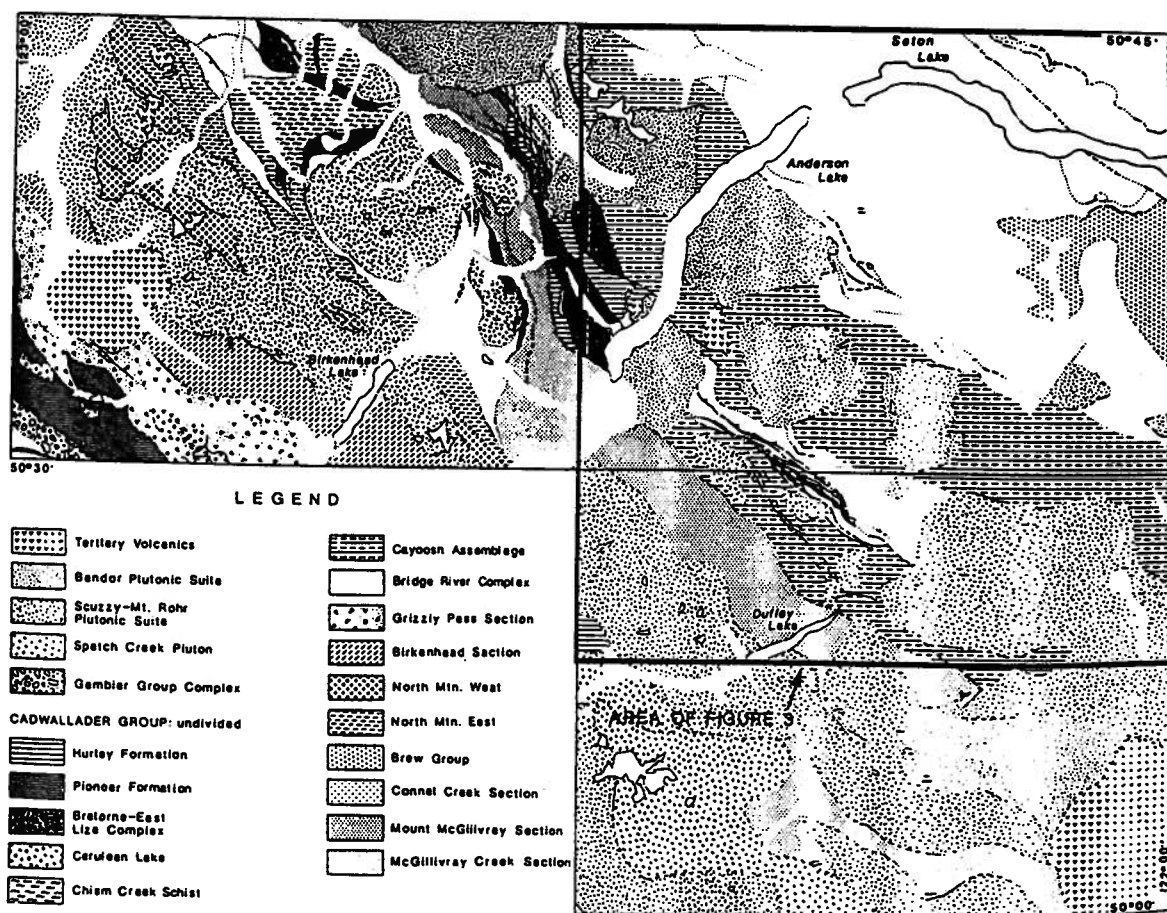 50°45'
Seton
Lake
Anderson
Lake
Birkenhead
Lake
50°30'
Duffey
Lake
AREA OF FIGURE 3
50°00'
LEGEND
Tertiary Volcanics
Bendor Plutonic Suite
Scuzzy-Mt. Rohr
Plutonic Suite
Spetch Creek Pluton
Gambier Group Complex
CADWALLADER GROUP: undivided
Hurley Formation
Pioneer Formation
Bralorne-East
Liza Complex
Cerulean Lake
Chism Creek Schist
Cayoosh Assemblage
Bridge River Complex
Grizzly Pass Section
Birkenhead Section
North Mtn. West
North Mtn. East
Brew Group
Connel Creek Section
Mount McGillvray Section
McGillivray Creek Section